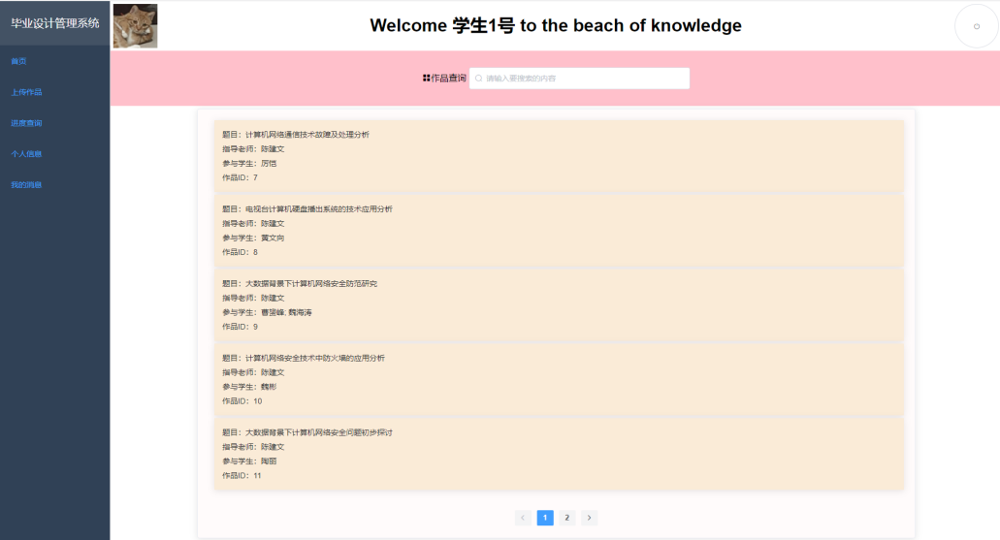 毕业设计管理系统
Welcome 学生1号 to the beach of knowledge
首页
上传作品
进度查询
个人信息
我的消息
作品查询 请输入要搜索的内容
题目：计算机网络通信技术故障及处理分析
指导老师：陈建文
参与学生：厉恺
作品ID：7
题目：电视台计算机硬盘播出系统的技术应用分析
指导老师：陈建文
参与学生：黄文向
作品ID：8
题目：大数据背景下计算机网络安全防范研究
指导老师：陈建文
参与学生：曹碧峰; 魏海涛
作品ID：9
题目：计算机网络安全技术中防火墙的应用分析
指导老师：陈建文
参与学生：魏彬
作品ID：10
题目：大数据背景下计算机网络安全问题初步探讨
指导老师：陈建文
参与学生：陶丽
作品ID：11
1 2